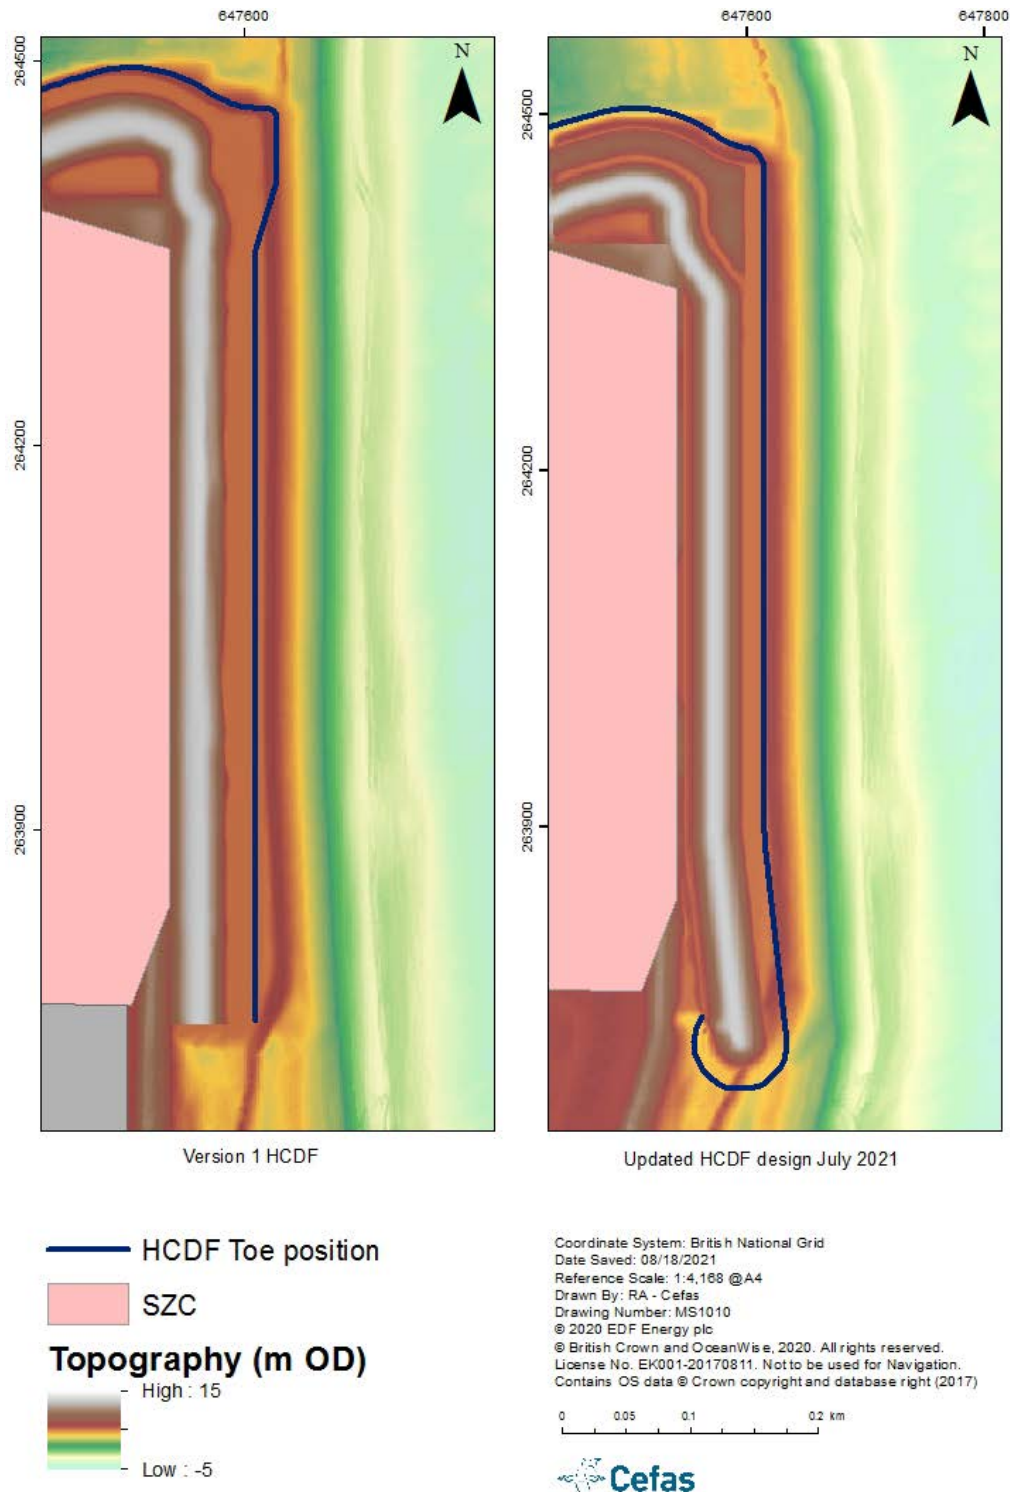 647600
647600
647800
264500
N
264500
N
264200
264200
263900
263900
Version 1 HCDF
Updated HCDF design July 2021
HCDF Toe position
SZC
Topography (m OD)
High : 15
Low : -5
Coordinate System: British National Grid
Date Saved: 08/18/2021
Reference Scale: 1:4,168 @A4
Drawn By: RA - Cefas
Drawing Number: MS1010
© 2020 EDF Energy plc
© British Crown and OceanWise, 2020. All rights reserved.
License No. EK001-20170811. Not to be used for Navigation.
Contains OS data © Crown copyright and database right (2017)
0 0.05 0.1 0.2 km
Cefas